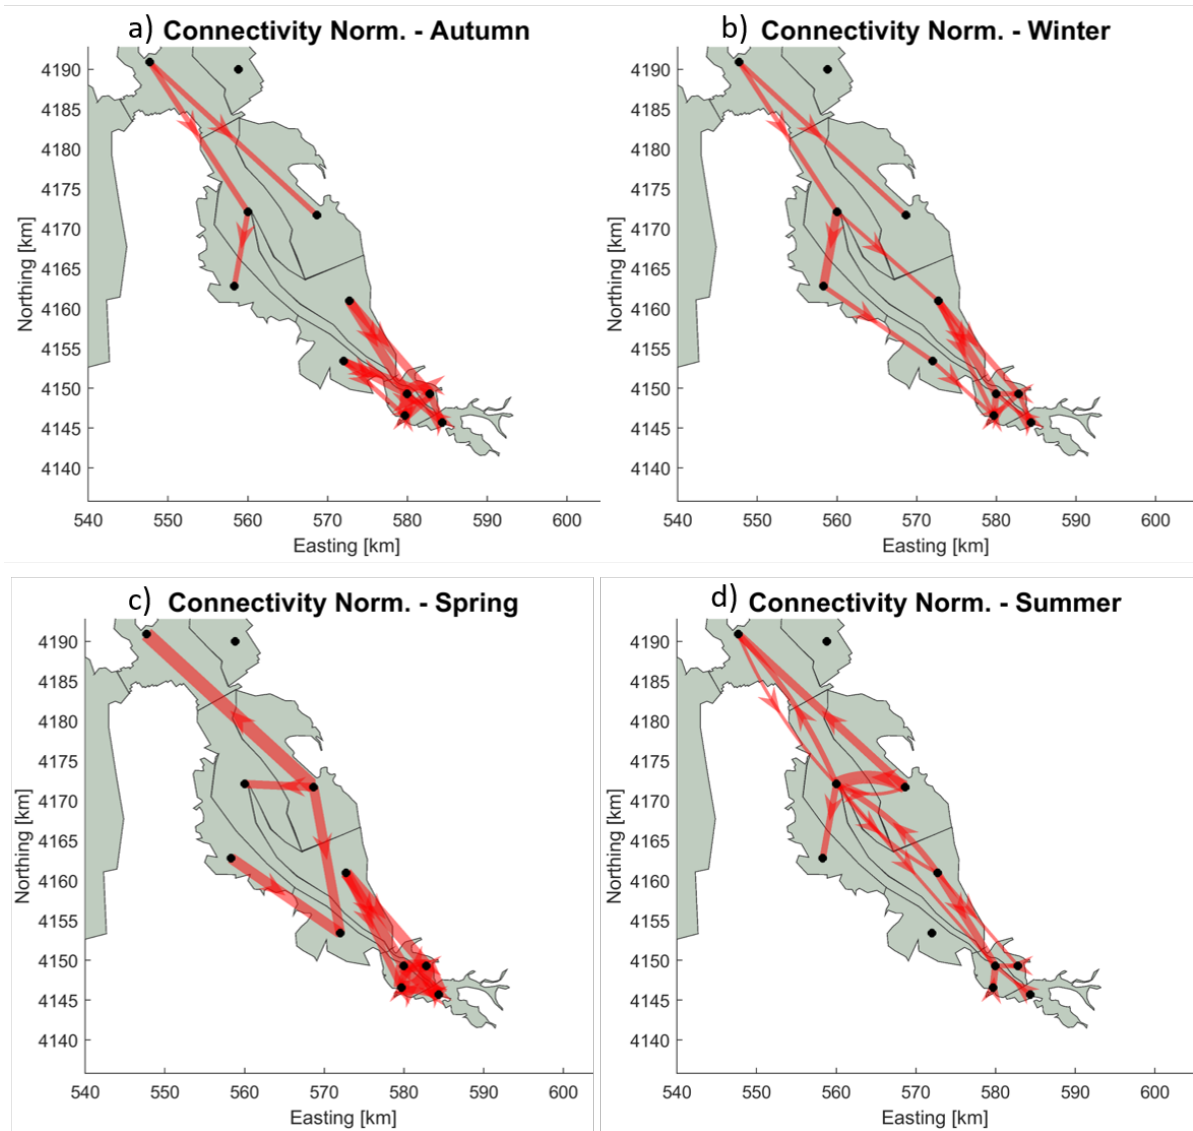 a) Connectivity Norm. - Autumn
4190
4185
4180
4175
4170
4165
4160
4155
4150
4145
4140
Northing [km]
540 550 560 570 580 590 600
Easting [km]
b) Connectivity Norm. - Winter
4190
4185
4180
4175
4170
4165
4160
4155
4150
4145
4140
Northing [km]
540 550 560 570 580 590 600
Easting [km]
c) Connectivity Norm. - Spring
4190
4185
4180
4175
4170
4165
4160
4155
4150
4145
4140
Northing [km]
540 550 560 570 580 590 600
Easting [km]
d) Connectivity Norm. - Summer
4190
4185
4180
4175
4170
4165
4160
4155
4150
4145
4140
Northing [km]
540 550 560 570 580 590 600
Easting [km]